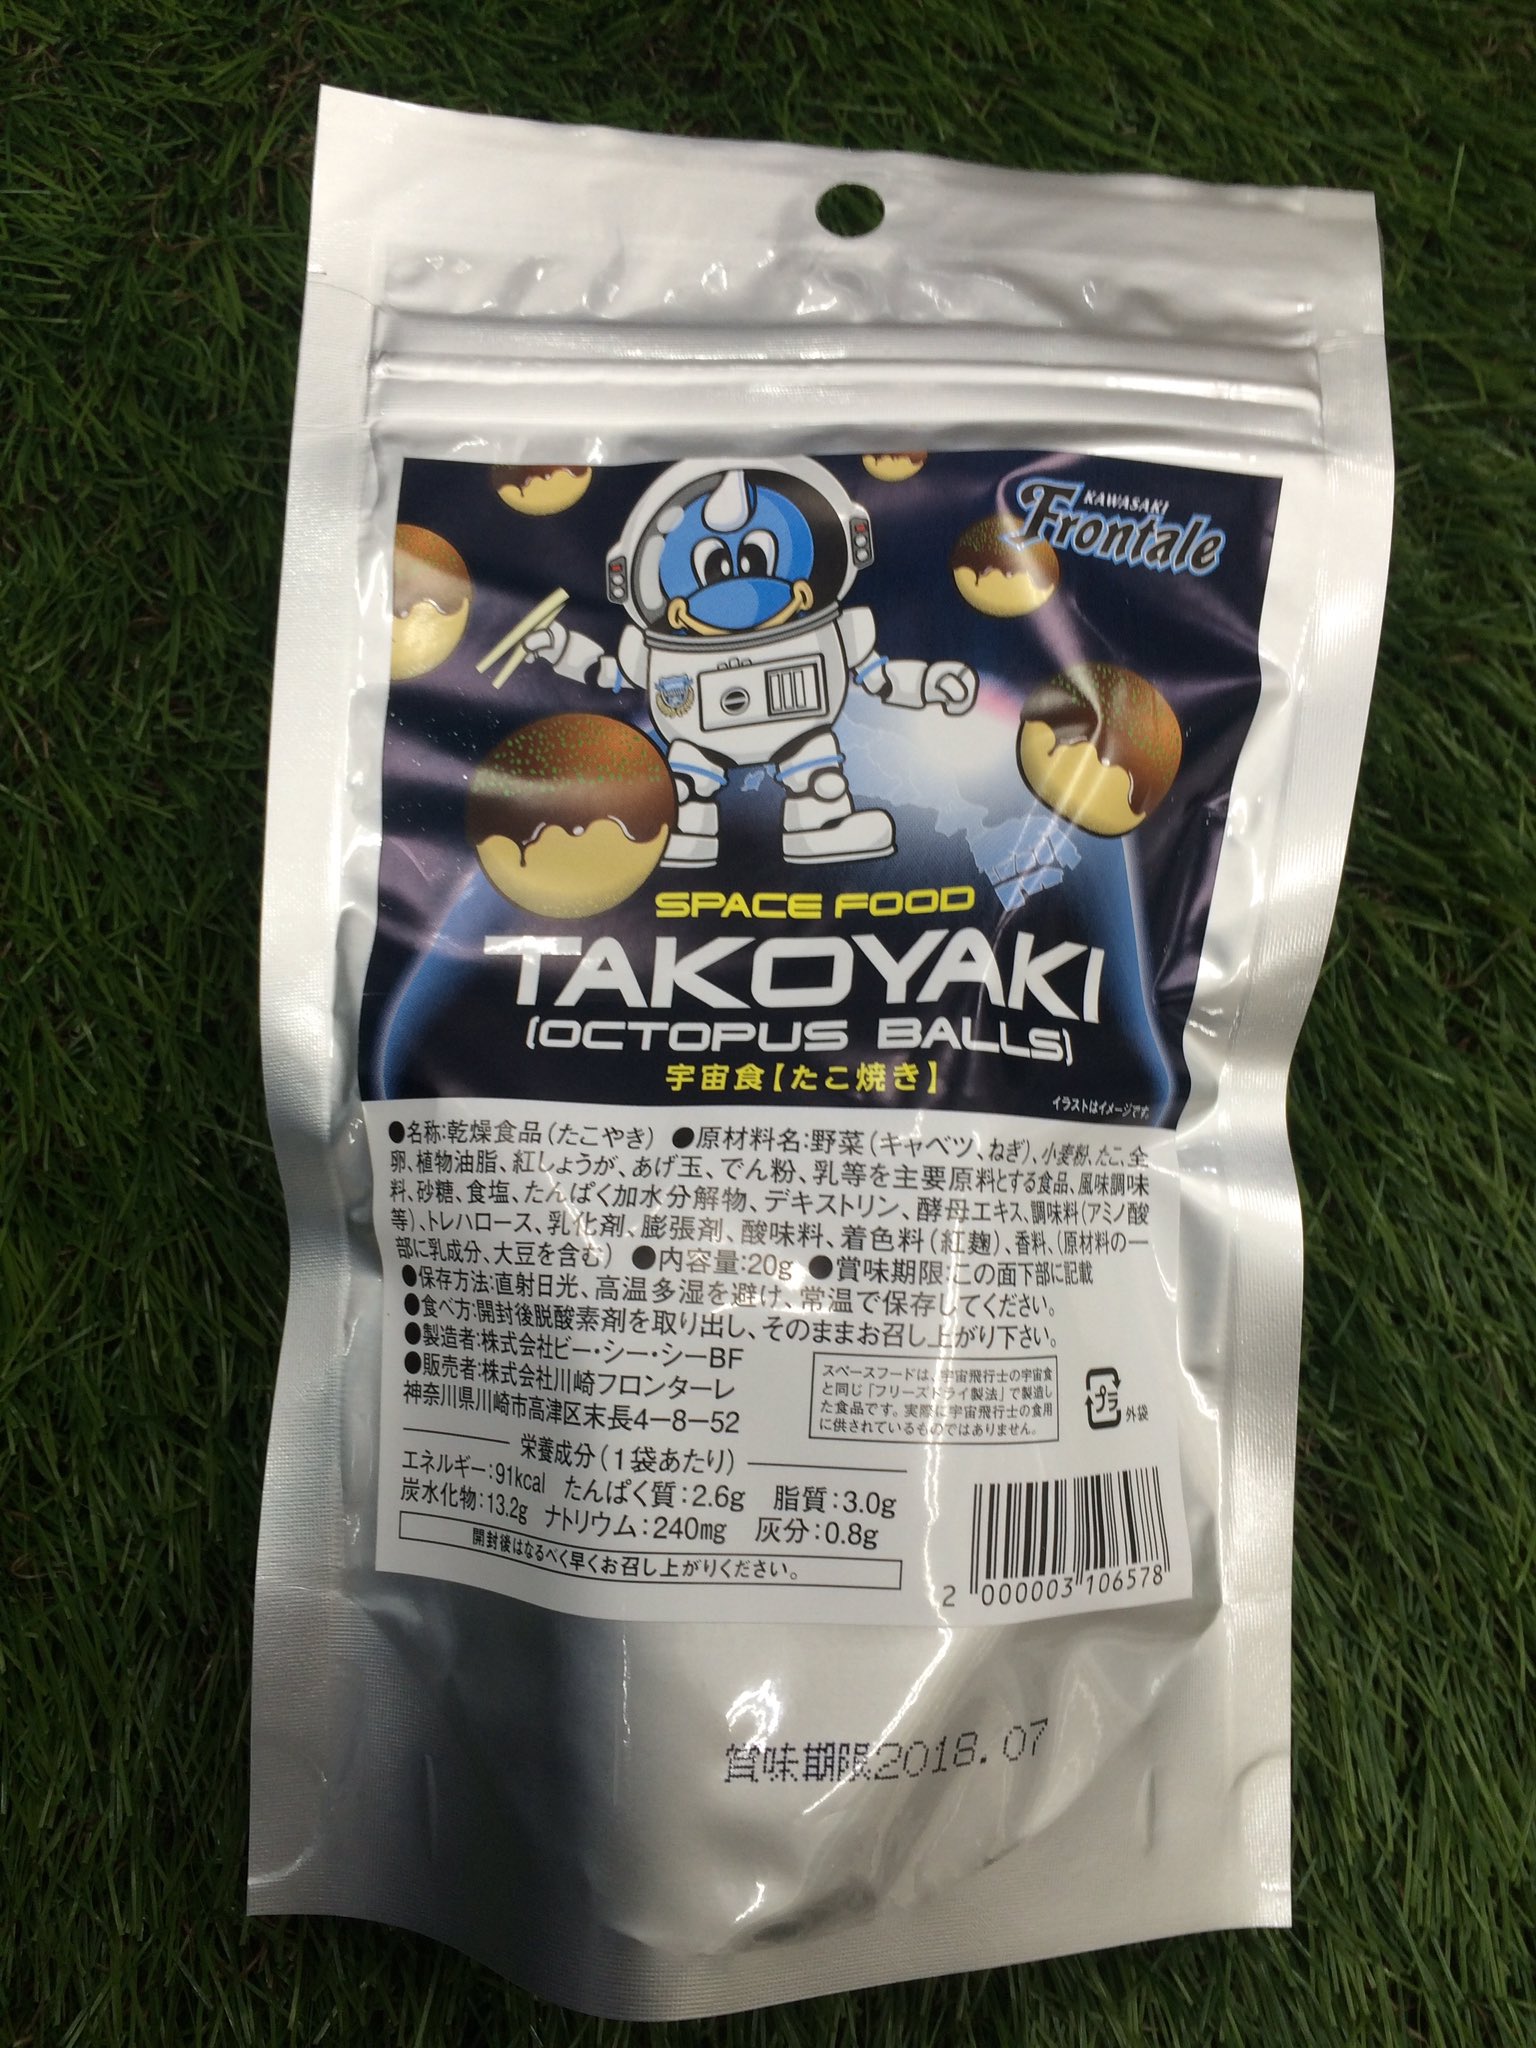 KAWASAKI
Frontale
SPACE FOOD
TAKOYAKI
(OCTOPUS BALLS)
宇宙食【たこ焼き】
イラストはイメージです
●名称:乾燥食品(たこやき) ●原材料名:野菜(キャベツ、ねぎ)、小麦粉、たこ、全
卵、植物油脂、紅しょうが、あげ玉、でん粉、乳等を主要原料とする食品、風味調味
料、砂糖、食塩、たんぱく加水分解物、デキストリン、酵母エキス、調味料(アミノ酸
等)、トレハロース、乳化剤、膨張剤、酸味料、着色料(紅麹)、香料、(原材料の一
部に乳成分、大豆を含む) ●内容量:20g ●賞味期限:この面下部に記載
●保存方法:直射日光、高温多湿を避け、常温で保存してください。
●食べ方:開封後脱酸素剤を取り出し、そのままお召し上がり下さい。
●製造者:株式会社ビー・シー・シーBF
●販売者:株式会社川崎フロンターレ
神奈川県川崎市高津区末長4-8-52
スペースフードは、宇宙飛行士の宇宙食
と同じ「フリーズドライ製法」で製造し
た食品です。実際に宇宙飛行士の食用
に供されているものではありません。
プラ
外袋
栄養成分(1袋あたり)
エネルギー:91kcal たんぱく質:2.6g 脂質:3.0g
炭水化物:13.2g ナトリウム:240mg 灰分:0.8g
開封後はなるべく早くお召し上がりください。
2 000003 106578
賞味期限2018.07